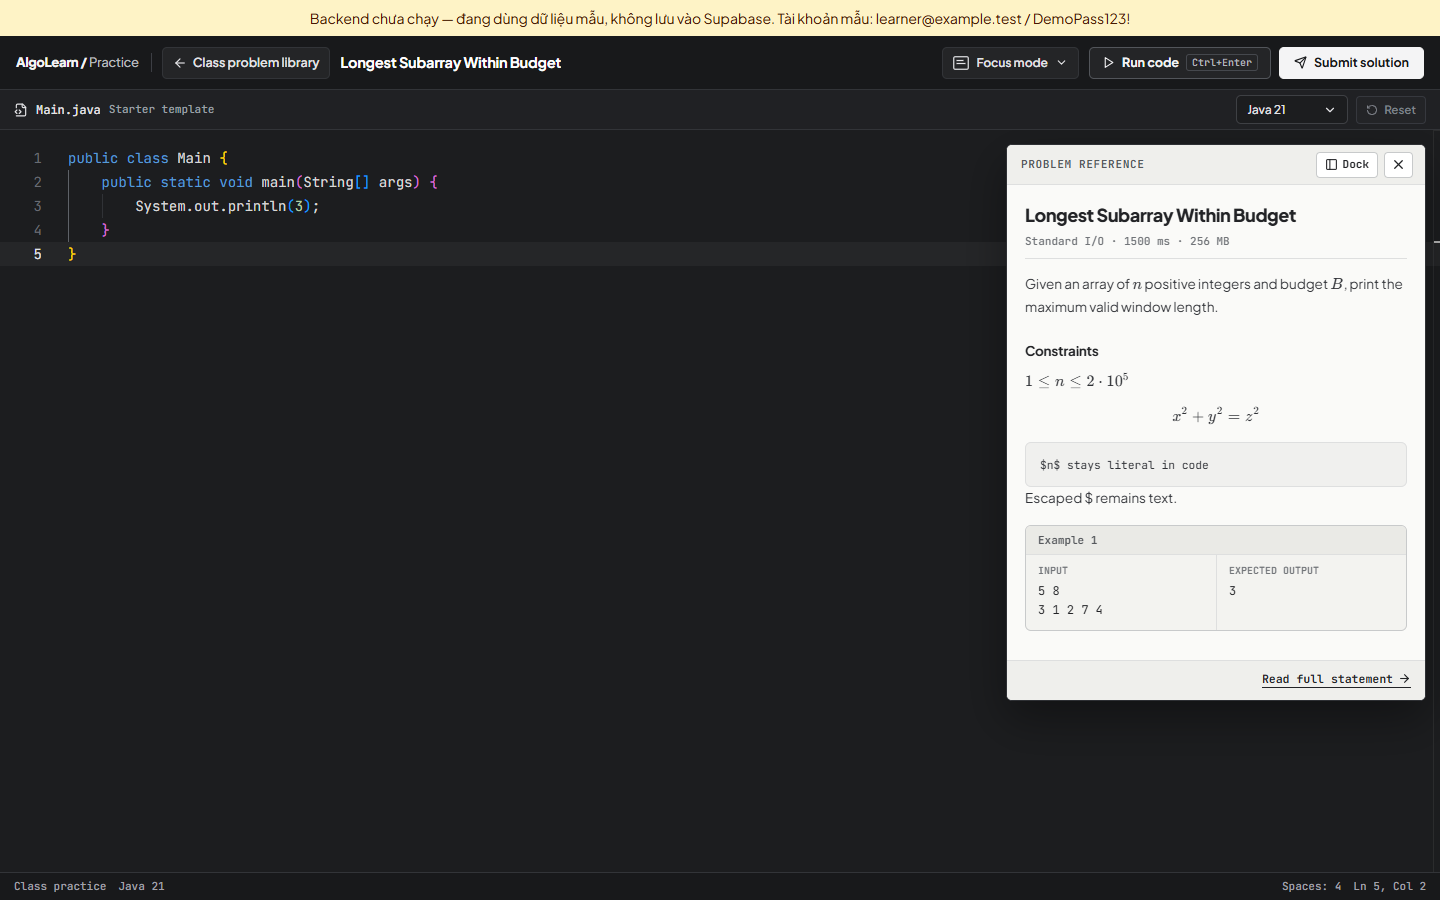 Backend chưa chạy — đang dùng dữ liệu mẫu, không lưu vào Supabase. Tài khoản mẫu: learner@example.test / DemoPass123!
AlgoLearn / Practice
← Class problem library
Longest Subarray Within Budget
Focus mode
Run code Ctrl+Enter
Submit solution
Main.java Starter template
Java 21
Reset
1 public class Main {
2     public static void main(String[] args) {
3         System.out.println(3);
4     }
5 }
PROBLEM REFERENCE
Dock
Longest Subarray Within Budget
Standard I/O · 1500 ms · 256 MB
Given an array of n positive integers and budget B, print the
maximum valid window length.
Constraints
1 ≤ n ≤ 2 · 10⁵
x² + y² = z²
$n$ stays literal in code
Escaped $ remains text.
Example 1
INPUT
5 8
3 1 2 7 4
EXPECTED OUTPUT
3
Read full statement →
Class practice Java 21
Spaces: 4 Ln 5, Col 2